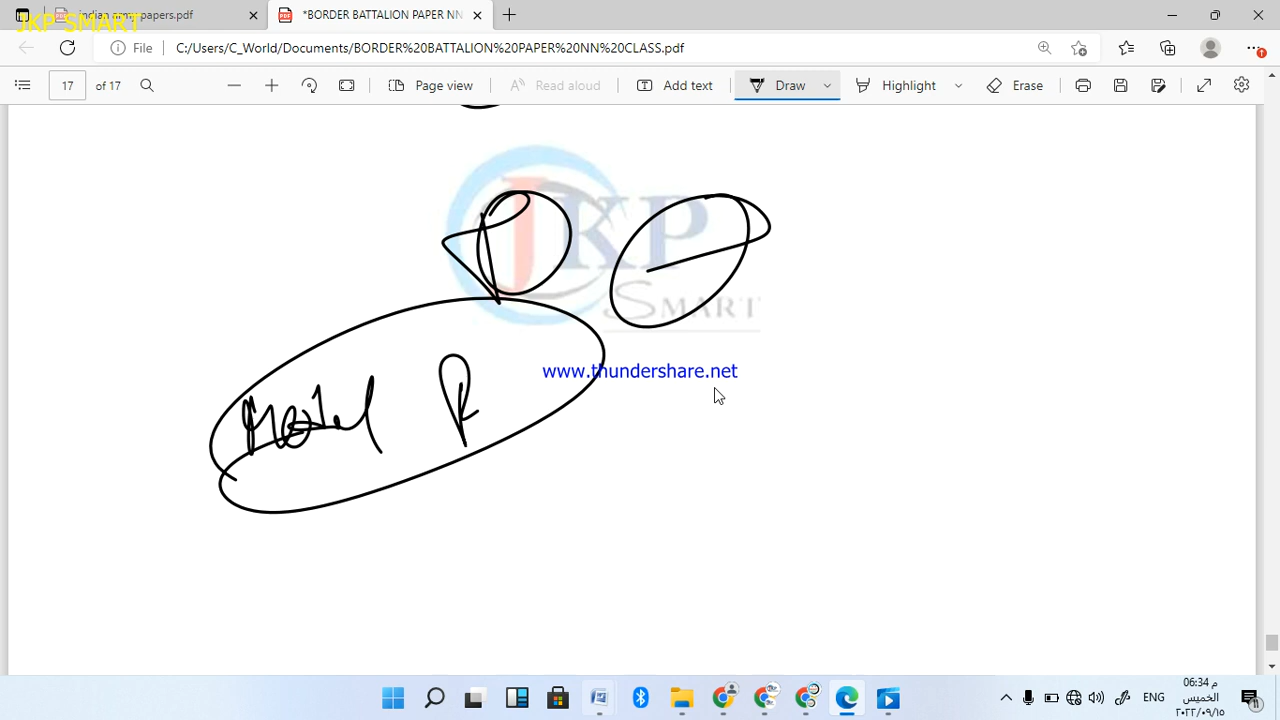 JKP SMART
indian army papers.pdf
*BORDER BATTALION PAPER NN
File
C:/Users/C_World/Documents/BORDER%20BATTALION%20PAPER%20NN%20CLASS.pdf
17 of 17
Page view
Read aloud
Add text
Draw
Highlight
Erase
JKP
SMART
www.thundershare.net
ENG
06:34 م
الخميس
٢٠٢٢/٠٩/١٥